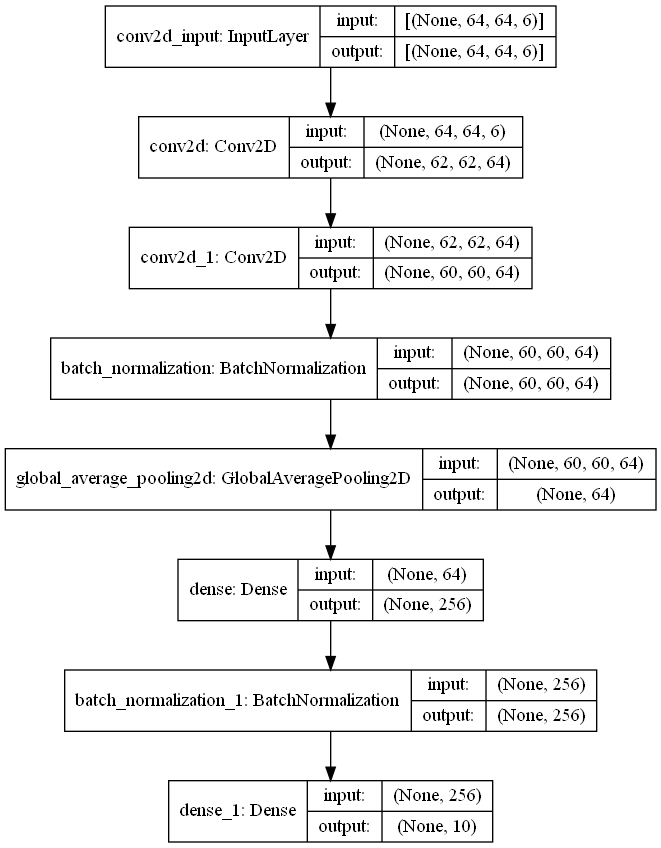 conv2d_input: InputLayer
input: [(None, 64, 64, 6)]
output: [(None, 64, 64, 6)]
conv2d: Conv2D
input: (None, 64, 64, 6)
output: (None, 62, 62, 64)
conv2d_1: Conv2D
input: (None, 62, 62, 64)
output: (None, 60, 60, 64)
batch_normalization: BatchNormalization
input: (None, 60, 60, 64)
output: (None, 60, 60, 64)
global_average_pooling2d: GlobalAveragePooling2D
input: (None, 60, 60, 64)
output: (None, 64)
dense: Dense
input: (None, 64)
output: (None, 256)
batch_normalization_1: BatchNormalization
input: (None, 256)
output: (None, 256)
dense_1: Dense
input: (None, 256)
output: (None, 10)